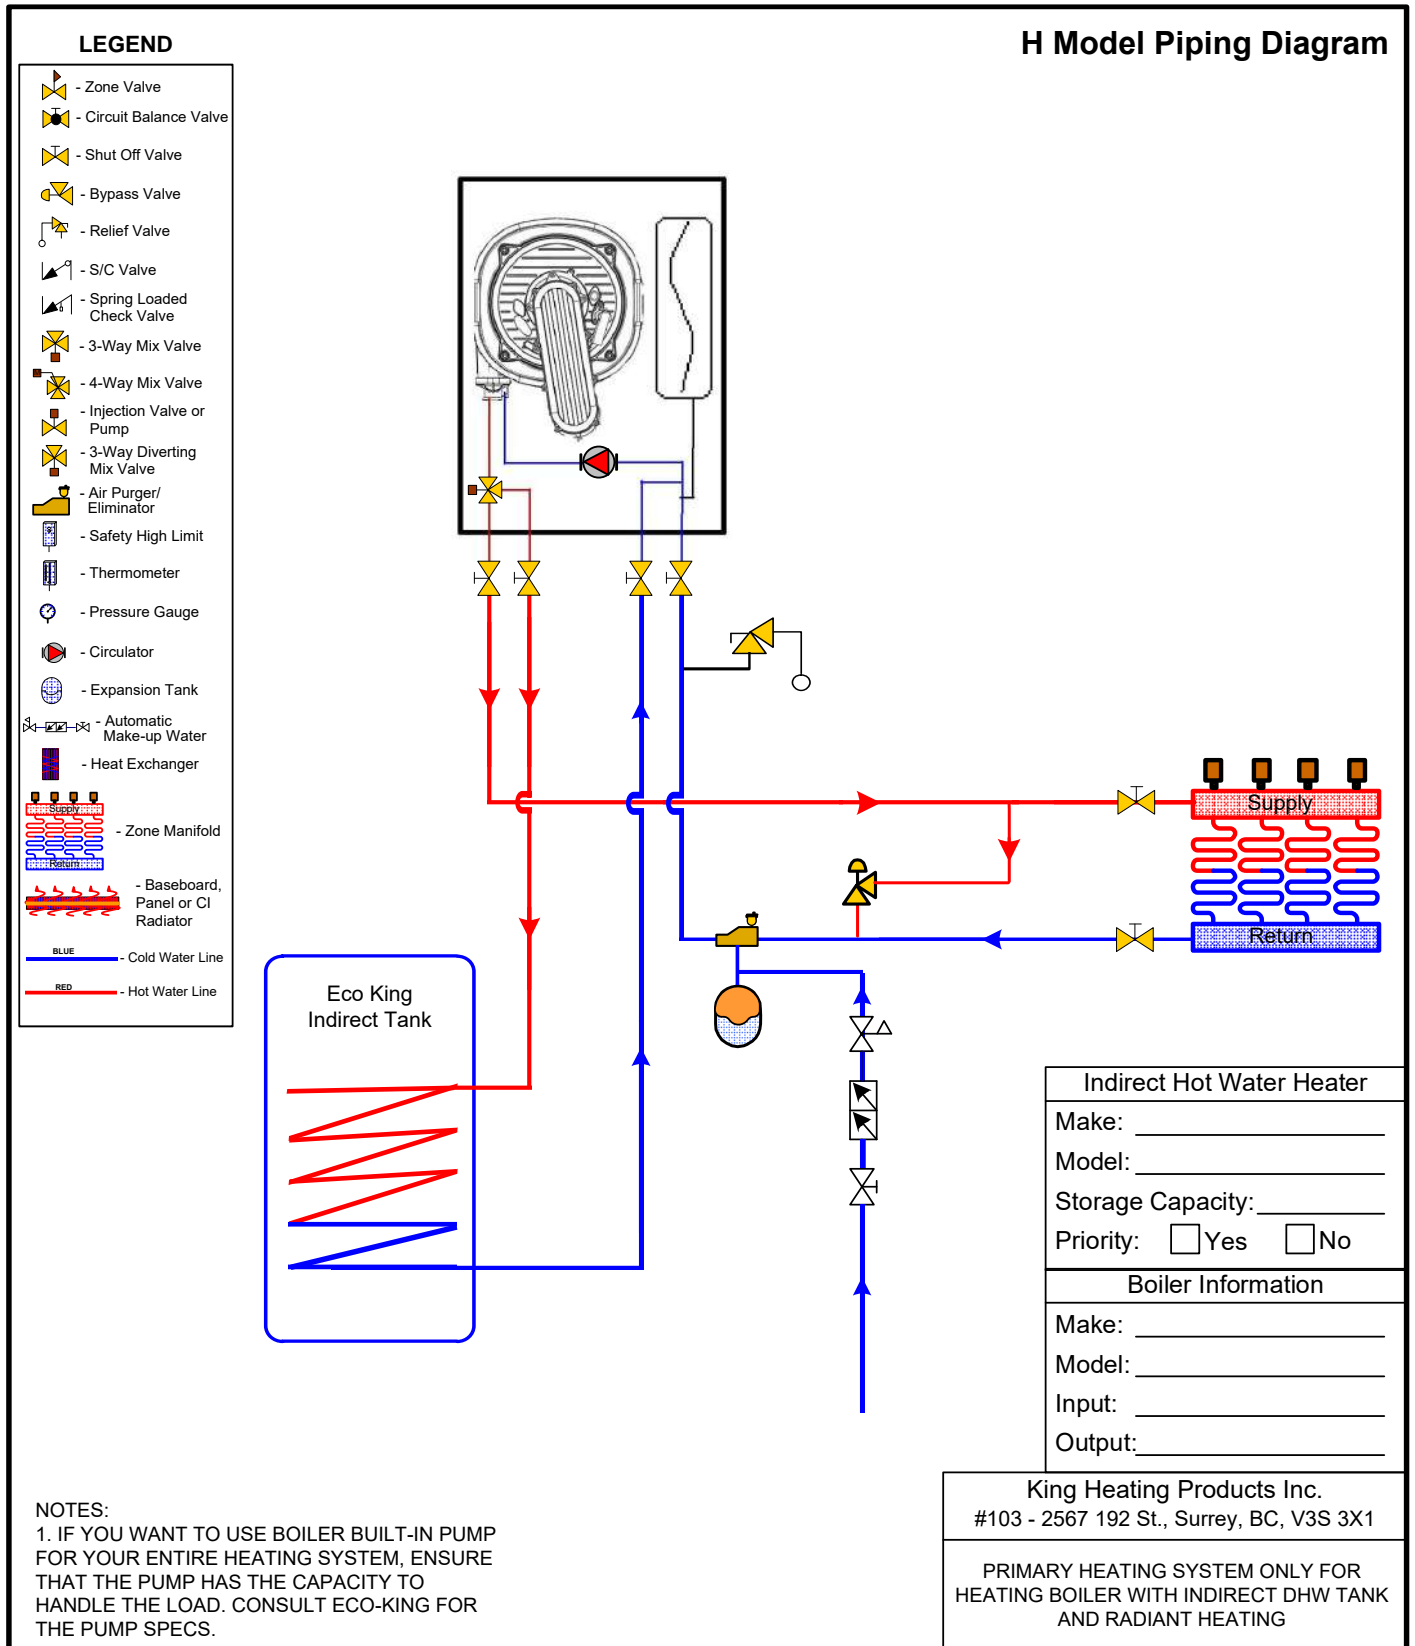 LEGEND
H Model Piping Diagram
- Zone Valve
- Circuit Balance Valve
- Shut Off Valve
- Bypass Valve
- Relief Valve
- S/C Valve
- Spring Loaded
Check Valve
- 3-Way Mix Valve
- 4-Way Mix Valve
- Injection Valve or
Pump
- 3-Way Diverting
Mix Valve
- Air Purger/
Eliminator
- Safety High Limit
- Thermometer
- Pressure Gauge
- Circulator
- Expansion Tank
- Automatic
Make-up Water
- Heat Exchanger
Supply
- Zone Manifold
Return
- Baseboard,
Panel or CI
Radiator
BLUE
- Cold Water Line
RED
- Hot Water Line
Supply
Return
Eco King
Indirect Tank
Indirect Hot Water Heater
Make:
Model:
Storage Capacity:
Priority: Yes No
Boiler Information
Make:
Model:
Input:
Output:
King Heating Products Inc.
#103 - 2567 192 St., Surrey, BC, V3S 3X1
PRIMARY HEATING SYSTEM ONLY FOR
HEATING BOILER WITH INDIRECT DHW TANK
AND RADIANT HEATING
NOTES:
1. IF YOU WANT TO USE BOILER BUILT-IN PUMP
FOR YOUR ENTIRE HEATING SYSTEM, ENSURE
THAT THE PUMP HAS THE CAPACITY TO
HANDLE THE LOAD. CONSULT ECO-KING FOR
THE PUMP SPECS.